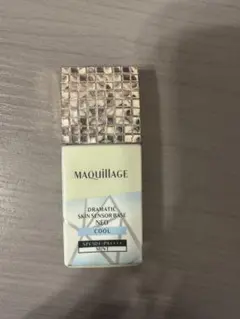 MAQuillAGE
DRAMATIC
SKIN SENSOR BASE
NEO
COOL
MINT